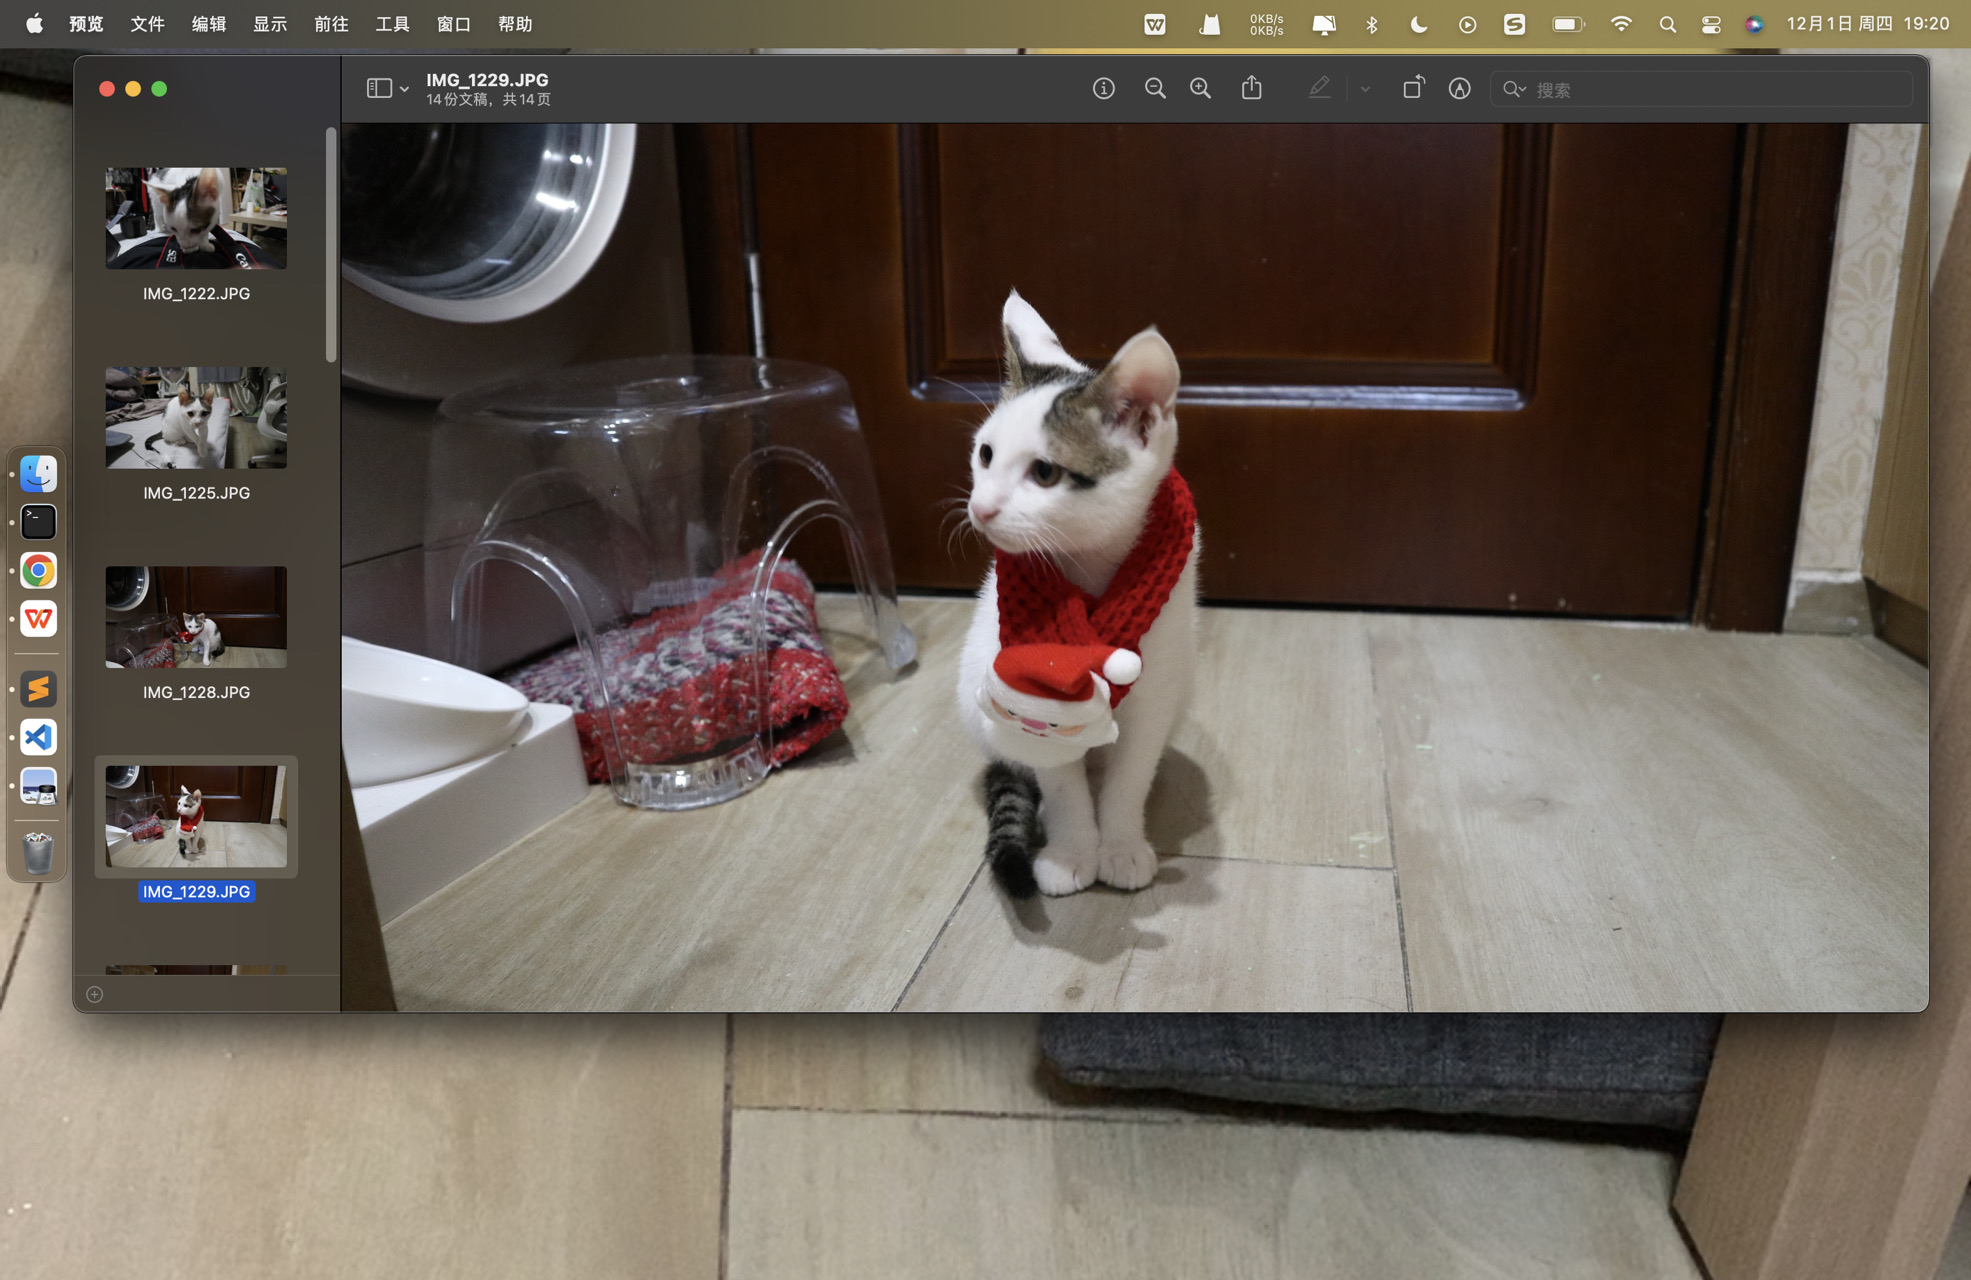 预览 文件 编辑 显示 前往 工具 窗口 帮助
0KB/s
0KB/s
12月1日 周四 19:20
IMG_1229.JPG
14份文稿，共14页
搜索
IMG_1222.JPG
IMG_1225.JPG
IMG_1228.JPG
IMG_1229.JPG